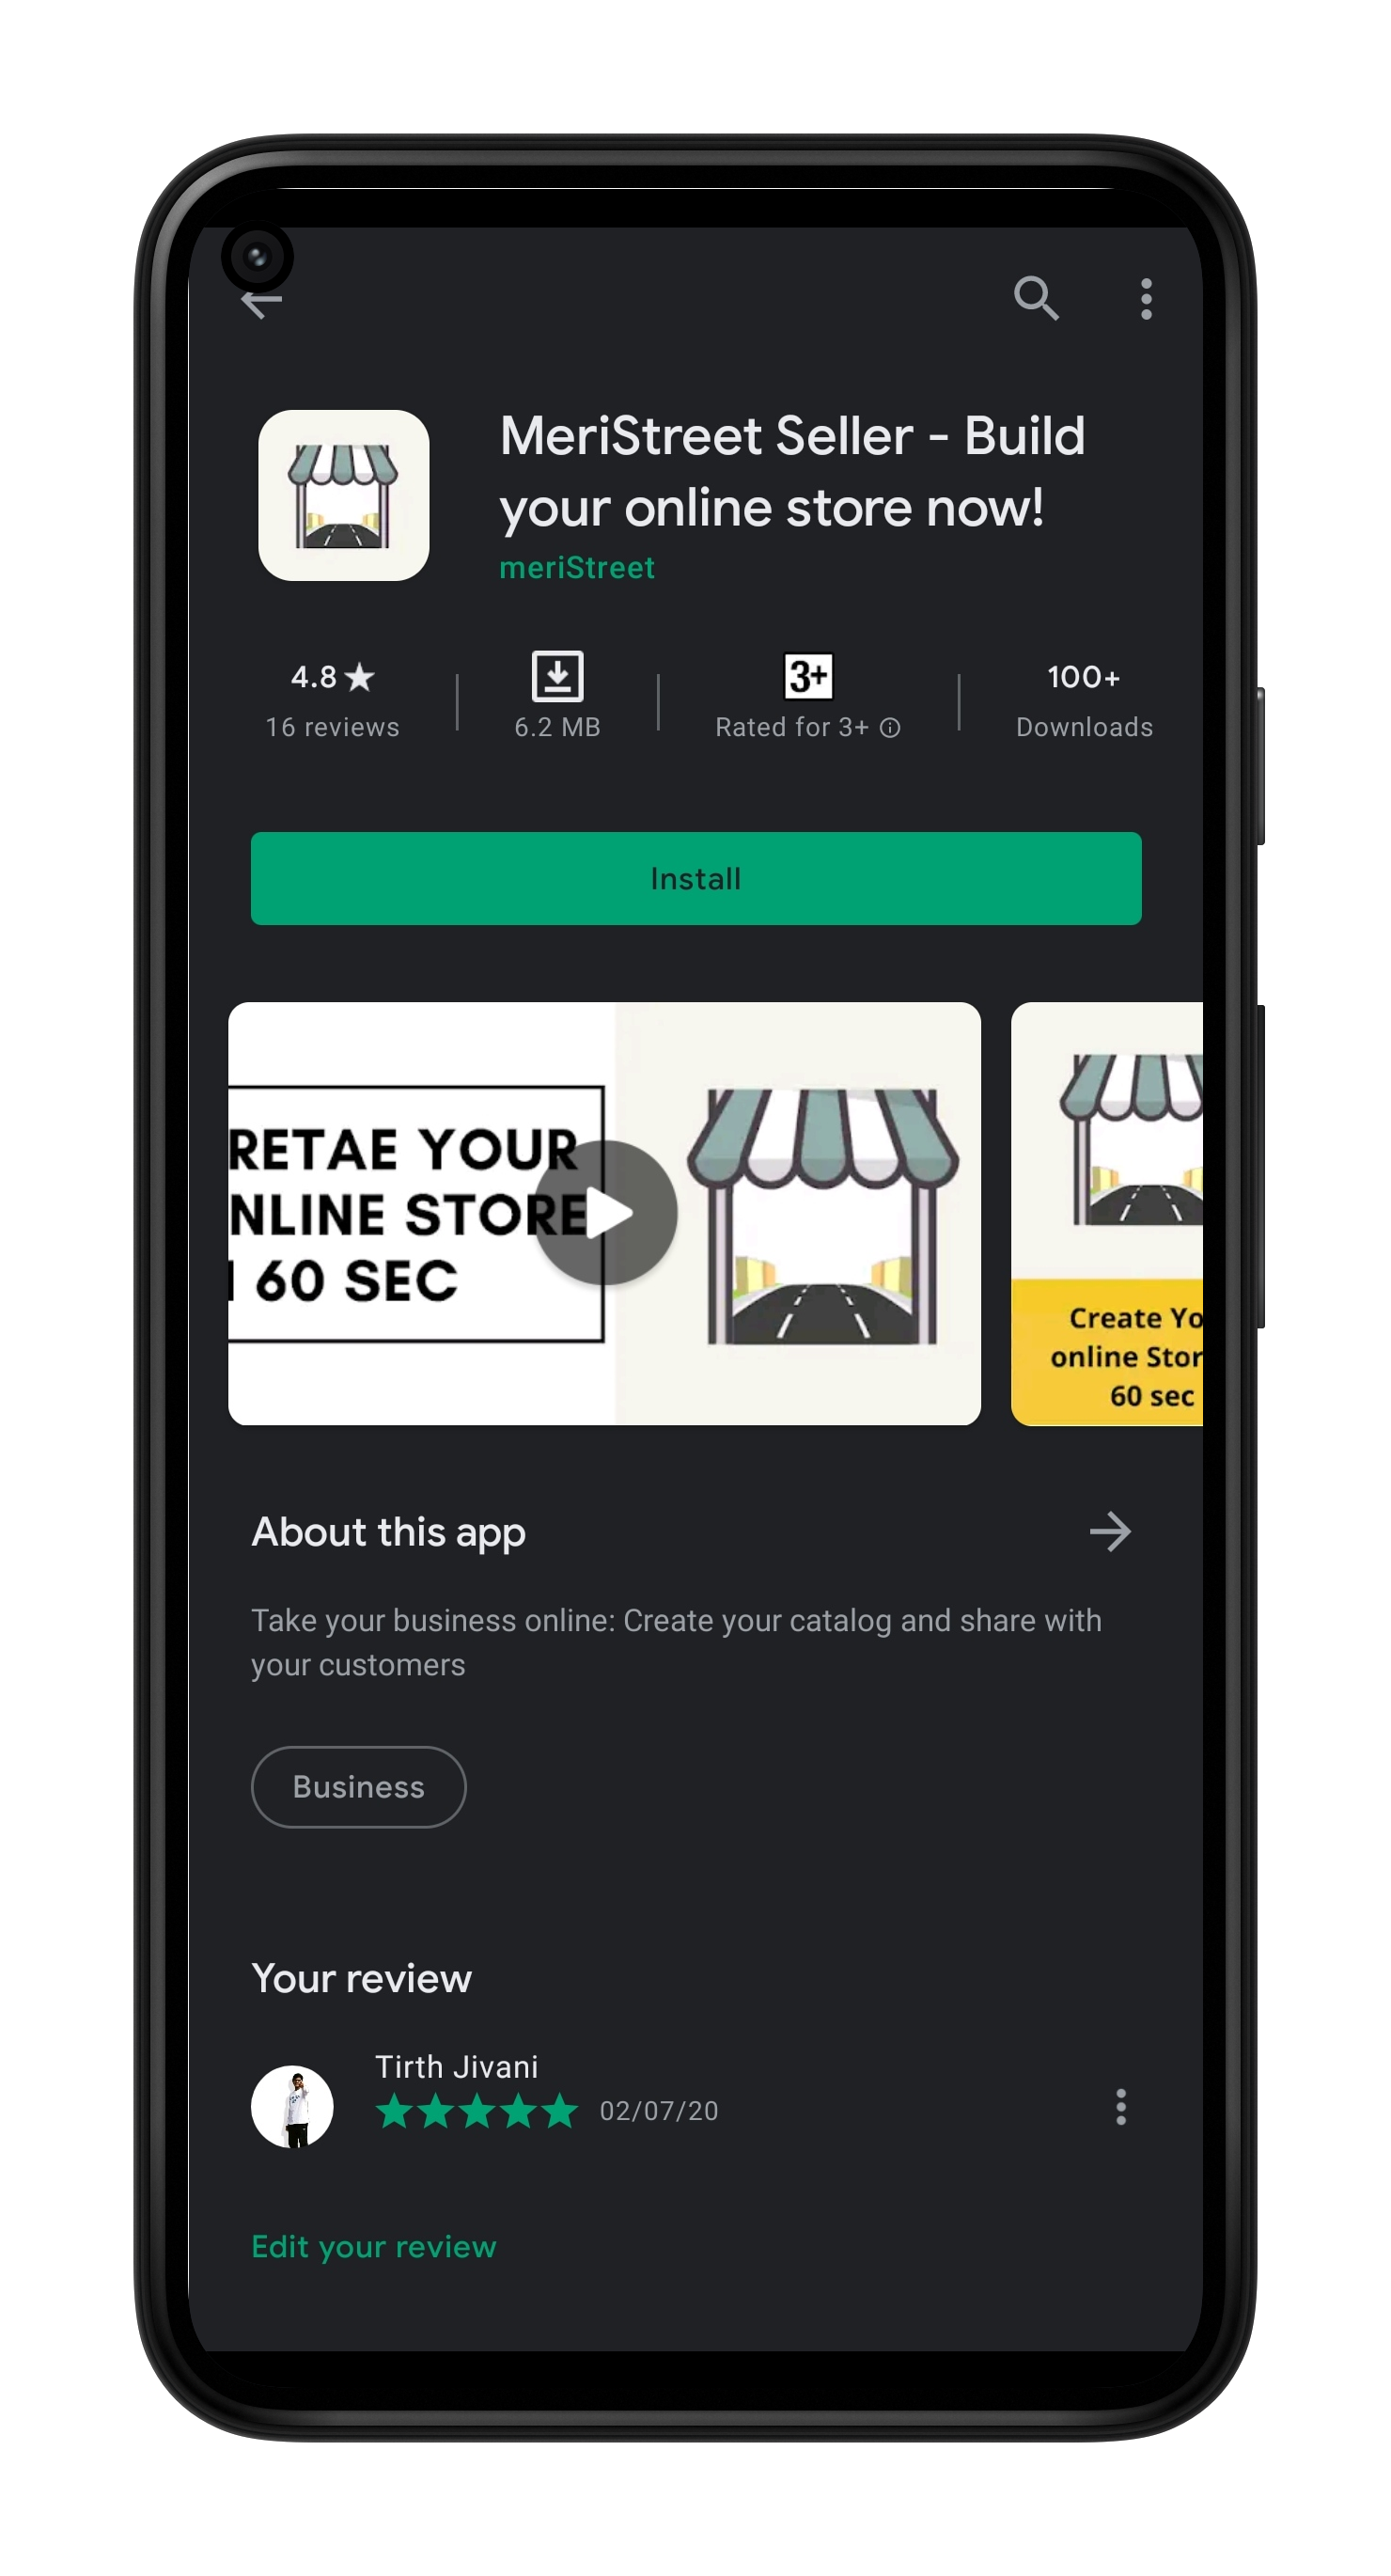 MeriStreet Seller - Build
your online store now!
meriStreet
4.8★
16 reviews
6.2 MB
3+
Rated for 3+
100+
Downloads
Install
RETAE YOUR
NLINE STORE
60 SEC
Create Yo
online Stor
60 sec
About this app
Take your business online: Create your catalog and share with
your customers
Business
Your review
Tirth Jivani
02/07/20
Edit your review